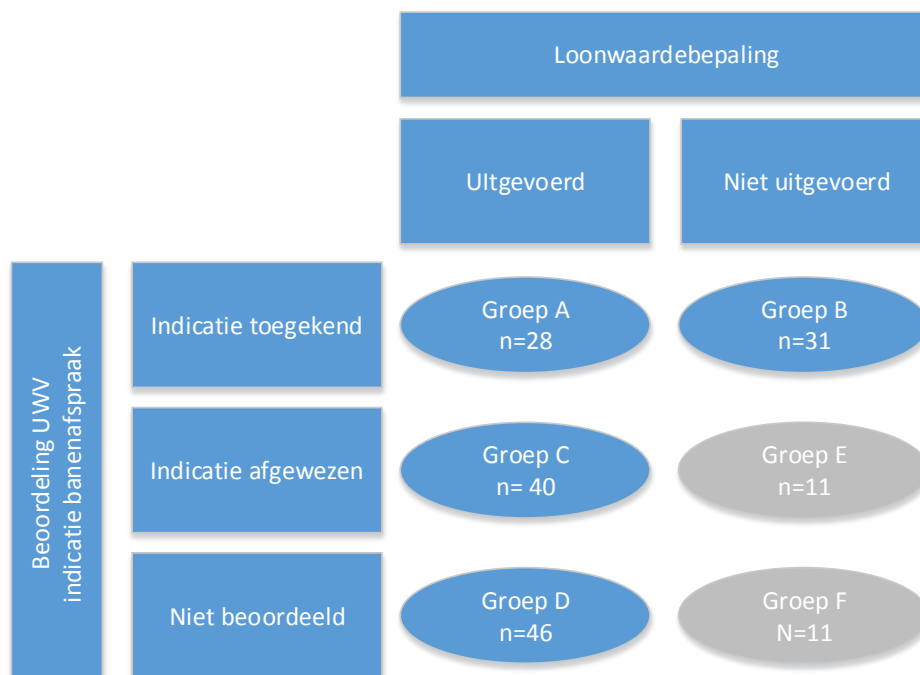 Loonwaardebepaling
UItgevoerd
Niet uitgevoerd
Beoordeling UWV
indicatie banenafspraak
Indicatie toegekend
Groep A
n=28
Groep B
n=31
Indicatie afgewezen
Groep C
n= 40
Groep E
n=11
Niet beoordeeld
Groep D
n=46
Groep F
N=11